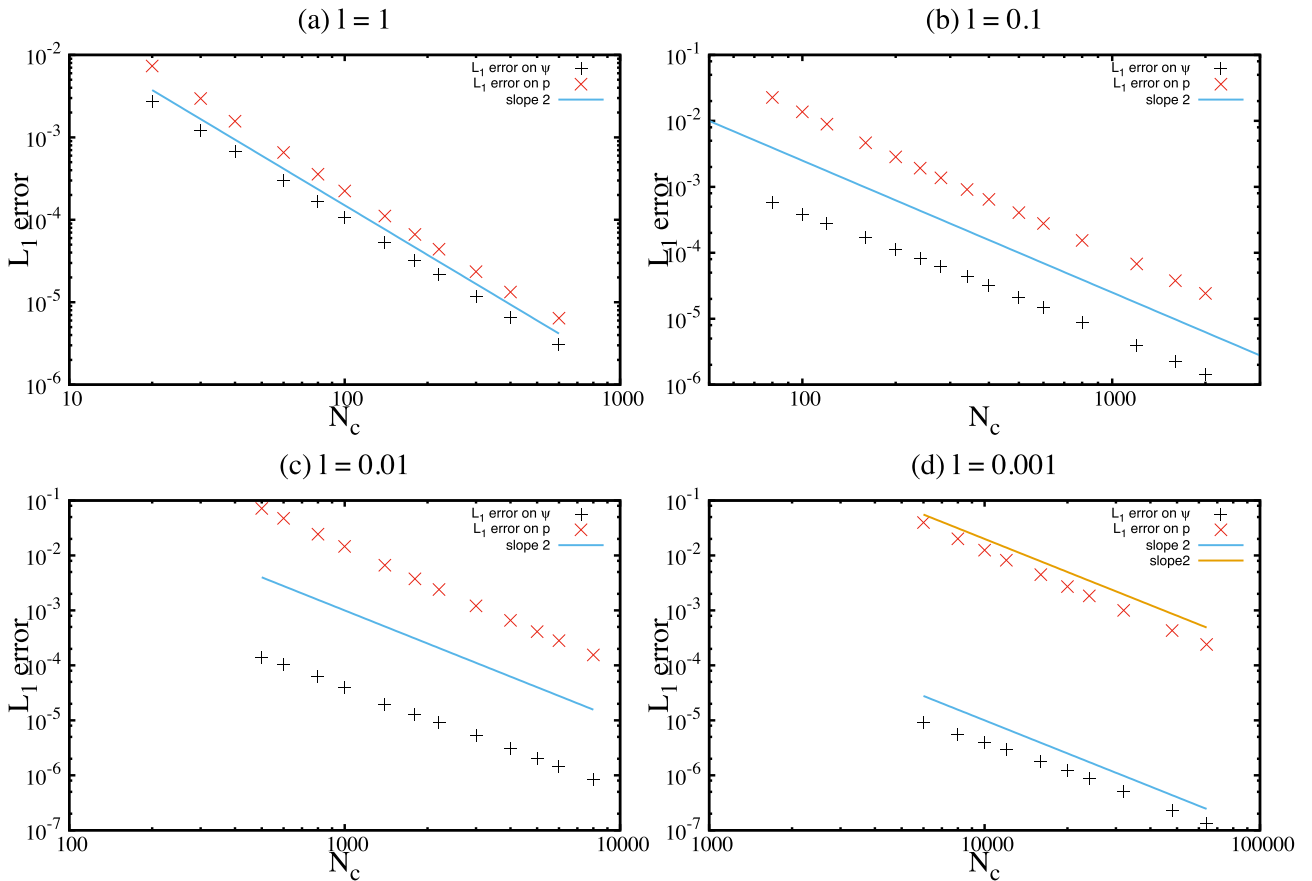 (a) l = 1
L₁ error
10⁻²
10⁻³
10⁻⁴
10⁻⁵
10⁻⁶
L₁ error on ψ
L₁ error on p
slope 2
10
100
1000
N_c
(b) l = 0.1
L₁ error
10⁻¹
10⁻²
10⁻³
10⁻⁴
10⁻⁵
10⁻⁶
L₁ error on ψ
L₁ error on p
slope 2
100
1000
N_c
(c) l = 0.01
L₁ error
10⁻¹
10⁻²
10⁻³
10⁻⁴
10⁻⁵
10⁻⁶
10⁻⁷
L₁ error on ψ
L₁ error on p
slope 2
100
1000
10000
N_c
(d) l = 0.001
L₁ error
10⁻¹
10⁻²
10⁻³
10⁻⁴
10⁻⁵
10⁻⁶
10⁻⁷
L₁ error on ψ
L₁ error on p
slope 2
slope2
1000
10000
100000
N_c